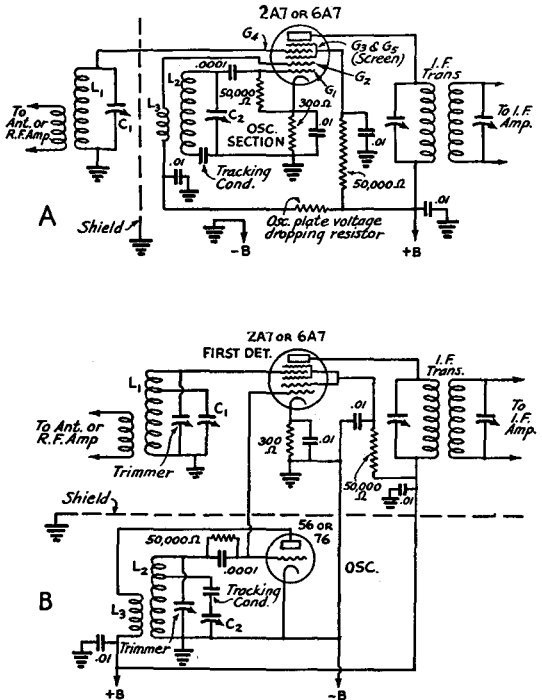 2A7 OR 6A7
G4
G3 & G5
(Screen)
I.F.
Trans.
.0001
G2
L1
L2
G1
50,000
Ω
300
Ω
L3
To
Ant. or
R.F. Amp.
C1
C2
OSC.
SECTION
.01
.01
To I.F.
Amp.
.01
Tracking
Cond.
50,000Ω
A
Shield
Osc. plate voltage
dropping resistor
.01
-B
+B
2A7 OR 6A7
FIRST DET.
I.F.
Trans.
L1
C1
.01
To
I.F.
Amp.
To Ant. or
R.F. Amp
300
Ω
.01
Trimmer
50,000
Ω
.01
Shield
50,000Ω
56 OR
76
L2
.0001
OSC.
B
Tracking
Cond.
L3
C2
Trimmer
.01
+B
-B